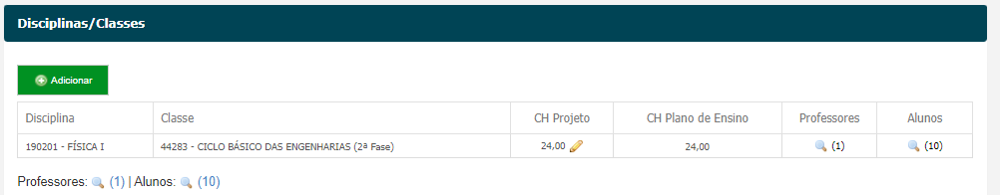 Disciplinas/Classes
Adicionar
Disciplina Classe CH Projeto CH Plano de Ensino Professores Alunos
190201 - FÍSICA I 44283 - CICLO BÁSICO DAS ENGENHARIAS (2ª Fase) 24,00 24,00 (1) (10)
Professores: (1) | Alunos: (10)